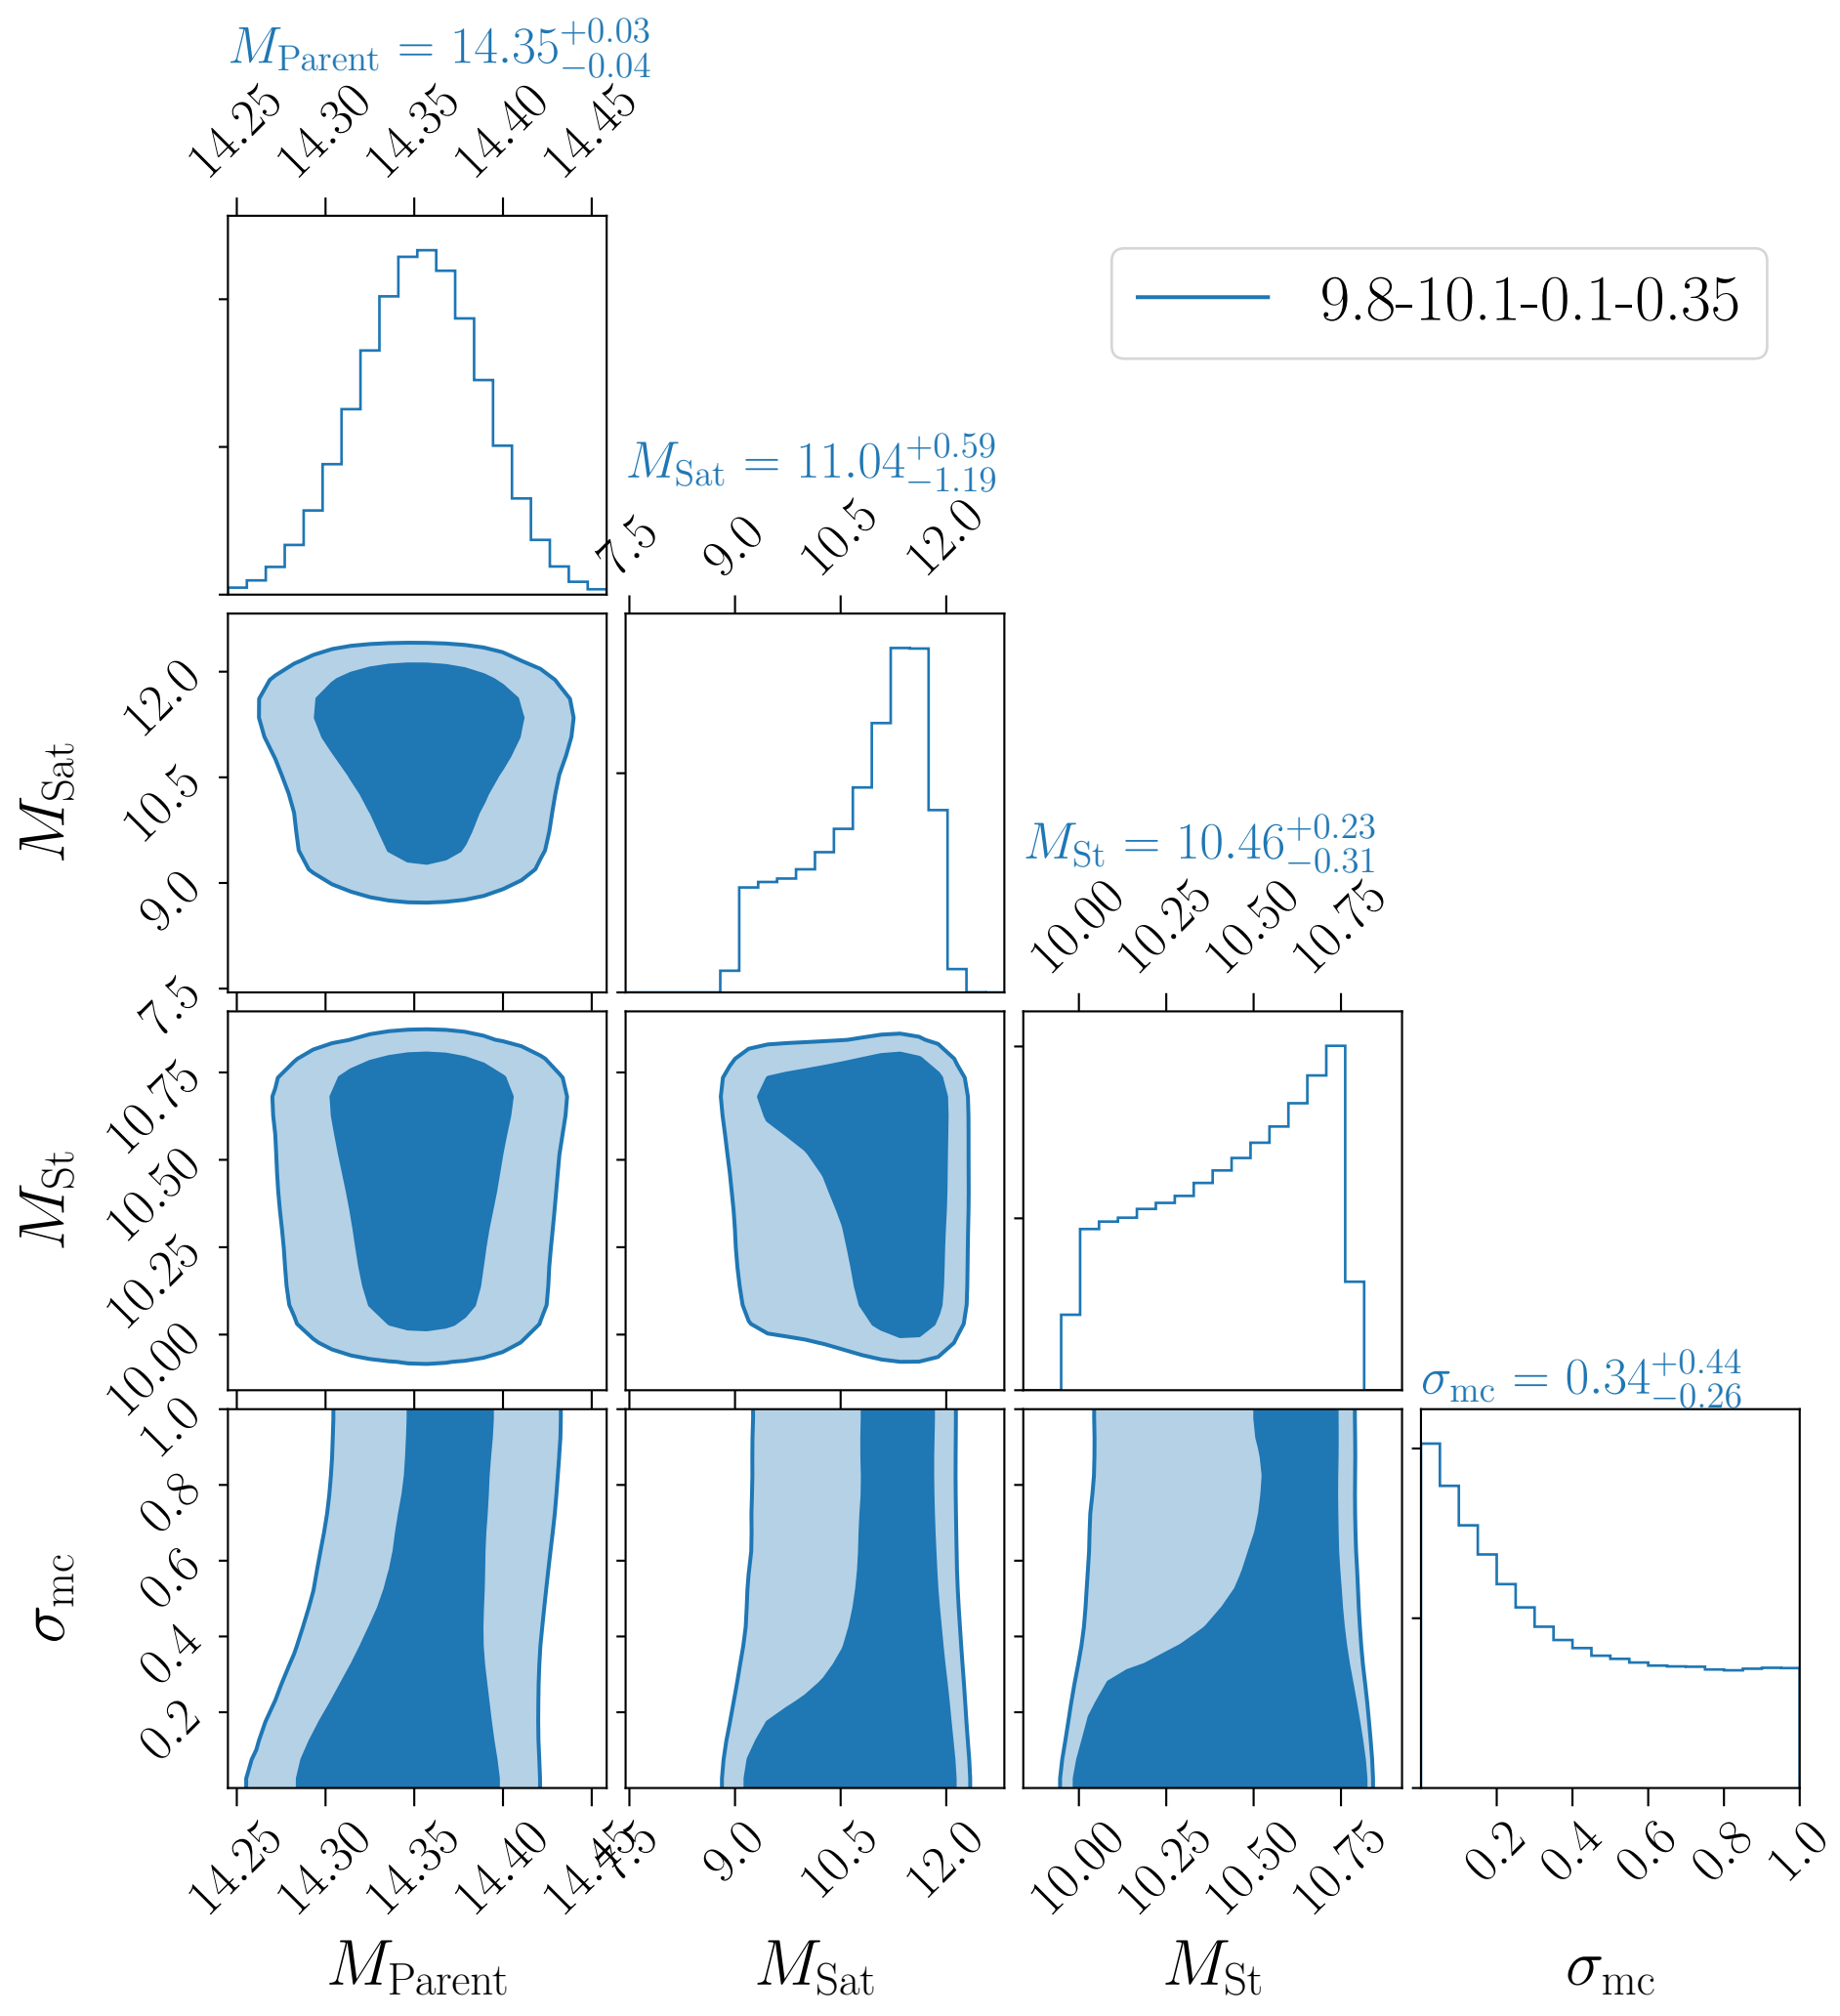 M_Parent = 14.35^{+0.03}_{-0.04}
14.25 14.30 14.35 14.40 14.45
9.8-10.1-0.1-0.35
M_Sat = 11.04^{+0.59}_{-1.19}
7.5 9.0 10.5 12.0
M_Sat
12.0
10.5
9.0
7.5
M_St = 10.46^{+0.23}_{-0.31}
10.00 10.25 10.50 10.75
M_St
10.75
10.50
10.25
10.00
σ_mc = 0.34^{+0.44}_{-0.26}
σ_mc
1.0
0.8
0.6
0.4
0.2
14.25 14.30 14.35 14.40 14.45 7.5 9.0 10.5 12.0 10.00 10.25 10.50 10.75 0.2 0.4 0.6 0.8 1.0
M_Parent M_Sat M_St σ_mc